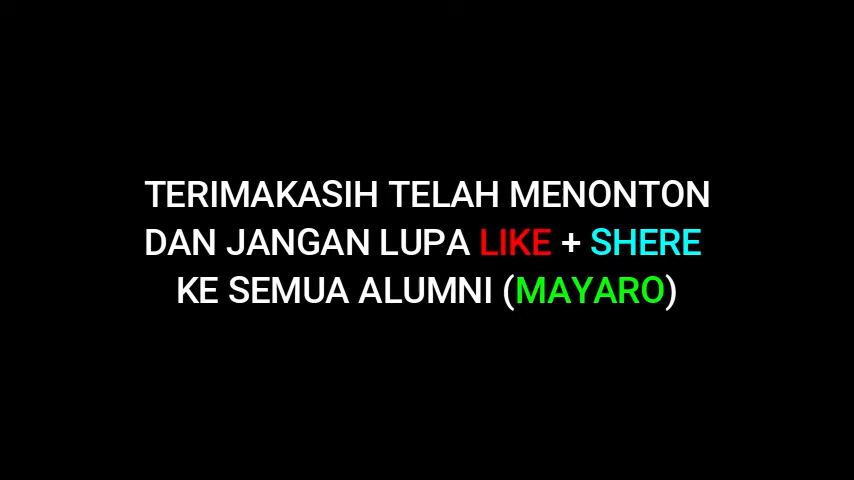 TERIMAKASIH TELAH MENONTON
DAN JANGAN LUPA LIKE + SHERE
KE SEMUA ALUMNI (MAYARO)